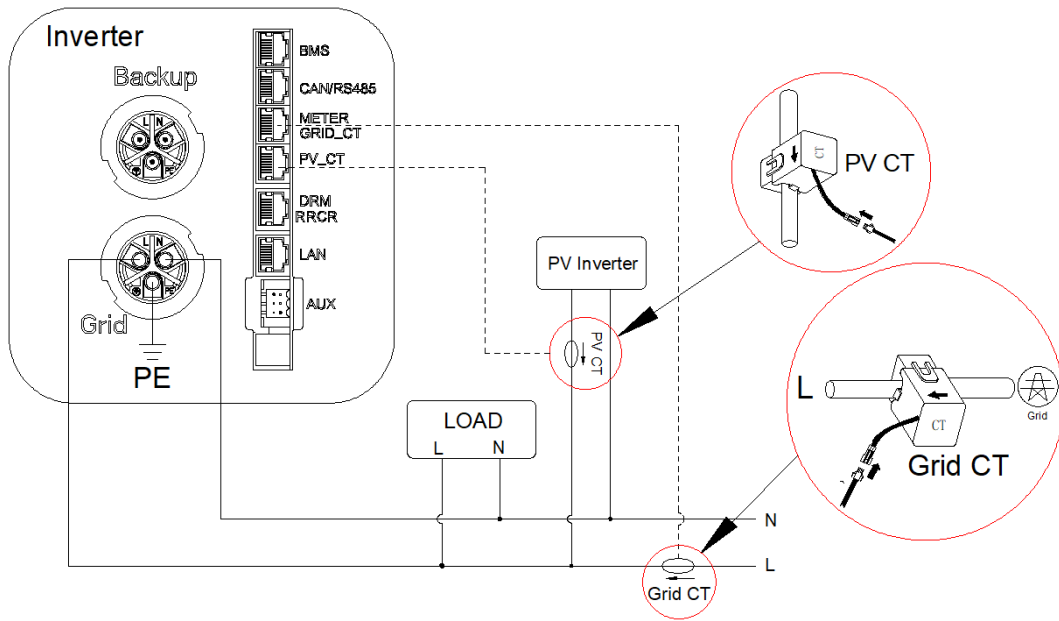 Inverter
Backup
L N
PE
BMS
CAN/RS485
METER
GRID_CT
PV_CT
DRM
RRCR
LAN
AUX
L N
PE
Grid
PE
LOAD
L N
PV Inverter
PV CT
CT
PV CT
L
CT
Grid
Grid CT
N
L
Grid CT